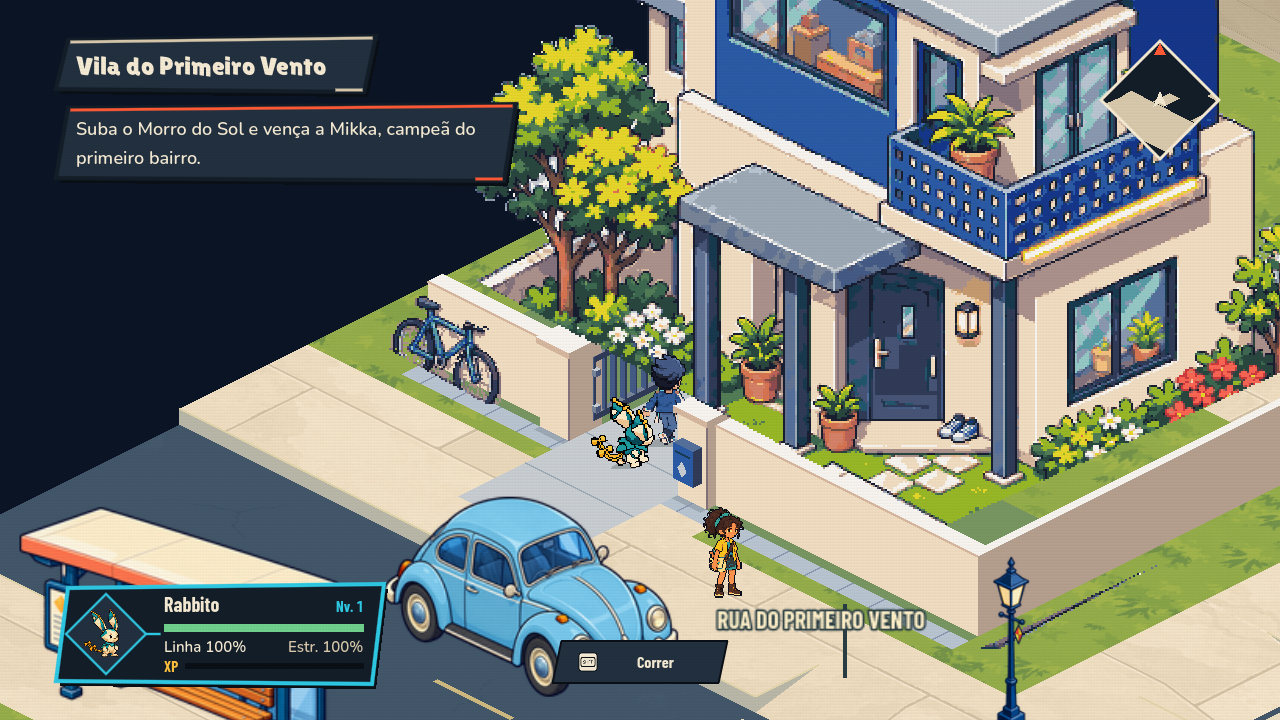 Vila do Primeiro Vento
Suba o Morro do Sol e vença a Mikka, campeã do
primeiro bairro.
Rabbito
Nv. 1
Linha 100%
Estr. 100%
XP
RUA DO PRIMEIRO VENTO
Correr